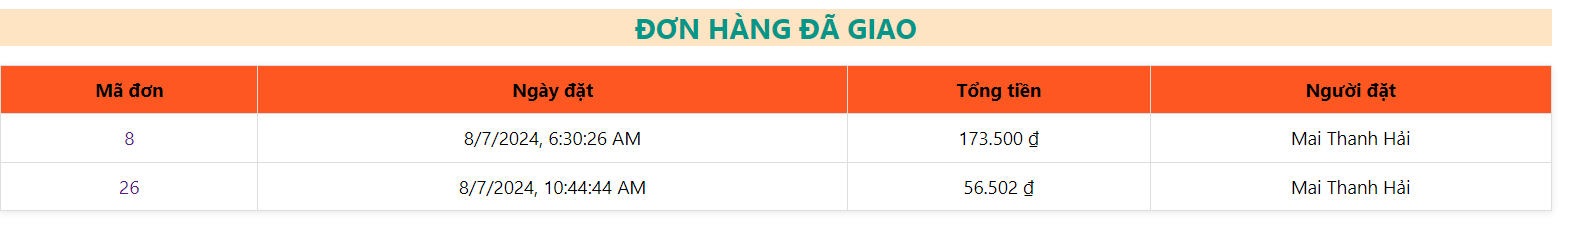 ĐƠN HÀNG ĐÃ GIAO
Mã đơn Ngày đặt Tổng tiền Người đặt
8 8/7/2024, 6:30:26 AM 173.500 ₫ Mai Thanh Hải
26 8/7/2024, 10:44:44 AM 56.502 ₫ Mai Thanh Hải